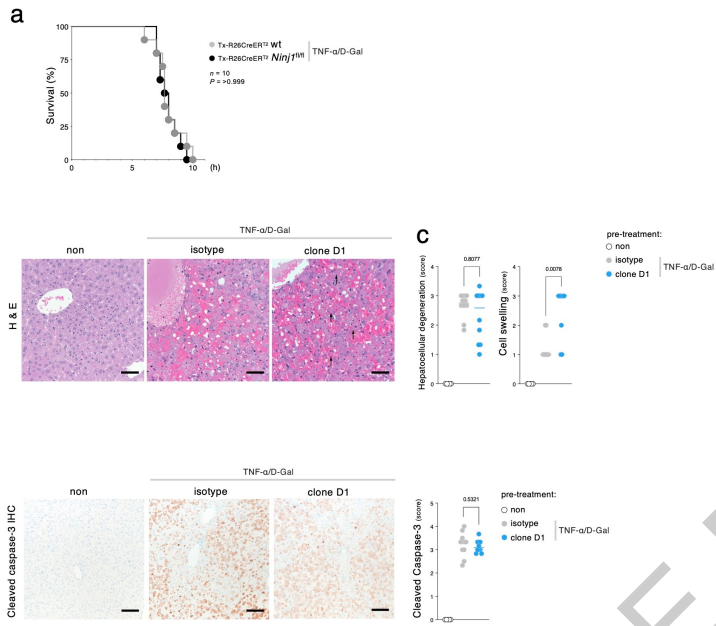 a
Survival (%)
100
75
50
25
0
0
5
10
(h)
Tx-R26CreERT2 wt
Tx-R26CreERT2 Ninj1fl/fl
TNF-α/D-Gal
n = 10
P = >0.999
TNF-α/D-Gal
non
isotype
clone D1
H & E
c
pre-treatment:
non
isotype
clone D1
TNF-α/D-Gal
Hepatocellular degeneration (score)
4
3
2
1
0
0.8077
Cell swelling (score)
4
3
2
1
0
0.0078
TNF-α/D-Gal
non
isotype
clone D1
Cleaved caspase-3 IHC
Cleaved Caspase-3 (score)
5
4
3
2
1
0
0.5321
pre-treatment:
non
isotype
clone D1
TNF-α/D-Gal